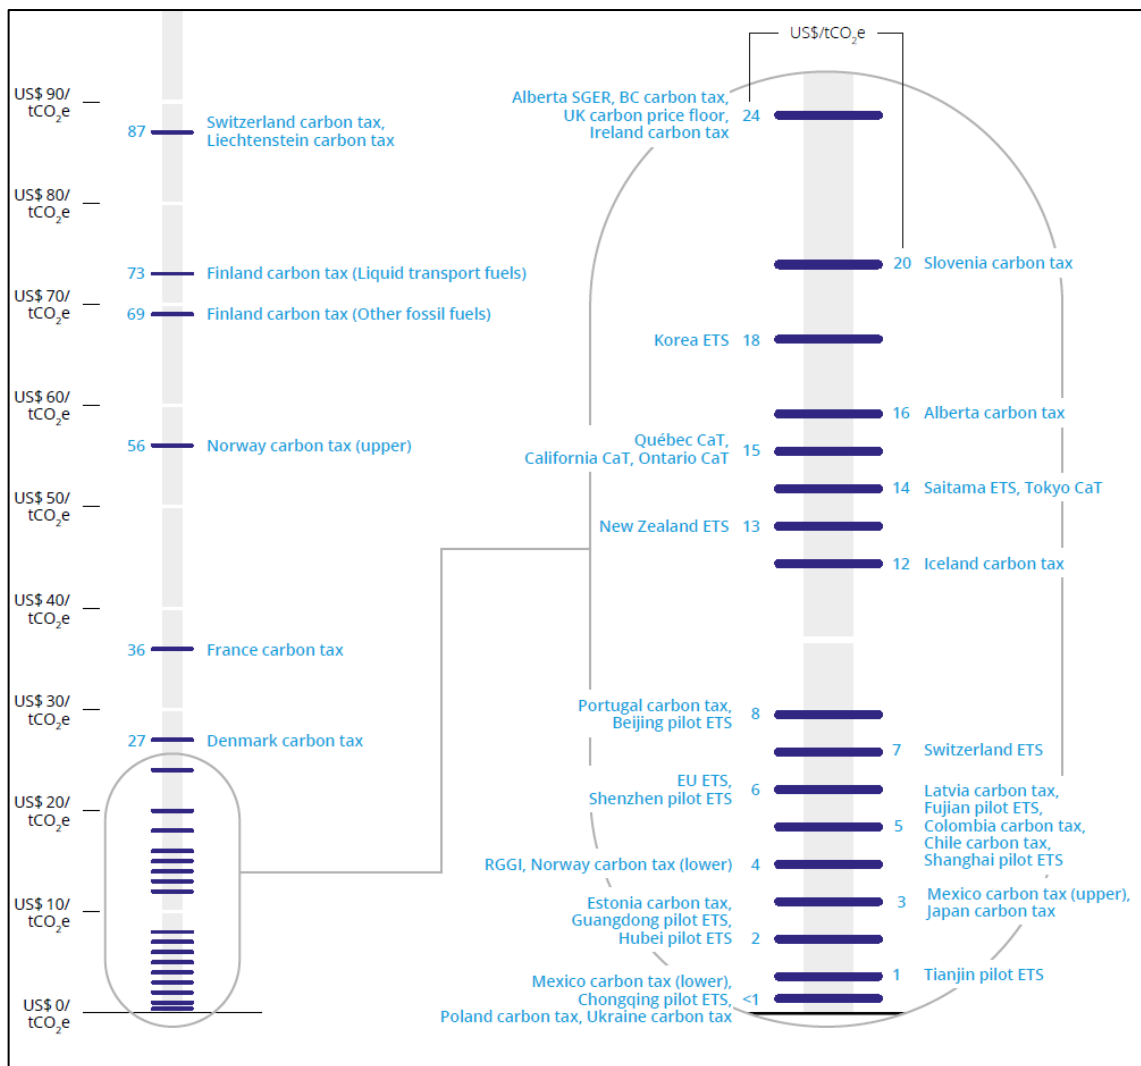 US$ 90/
tCO2e
87
Switzerland carbon tax,
Liechtenstein carbon tax
US$ 80/
tCO2e
73
Finland carbon tax (Liquid transport fuels)
US$ 70/
tCO2e
69
Finland carbon tax (Other fossil fuels)
US$ 60/
tCO2e
56
Norway carbon tax (upper)
US$ 50/
tCO2e
US$ 40/
tCO2e
36
France carbon tax
US$ 30/
tCO2e
27
Denmark carbon tax
US$ 20/
tCO2e
US$ 10/
tCO2e
US$ 0/
tCO2e
US$/tCO2e
Alberta SGER, BC carbon tax,
UK carbon price floor,
Ireland carbon tax
24
20
Slovenia carbon tax
Korea ETS
18
16
Alberta carbon tax
Québec CaT,
California CaT, Ontario CaT
15
14
Saitama ETS, Tokyo CaT
New Zealand ETS
13
12
Iceland carbon tax
Portugal carbon tax,
Beijing pilot ETS
8
7
Switzerland ETS
EU ETS,
Shenzhen pilot ETS
6
5
Latvia carbon tax,
Fujian pilot ETS,
Colombia carbon tax,
Chile carbon tax,
Shanghai pilot ETS
RGGI, Norway carbon tax (lower)
4
3
Mexico carbon tax (upper),
Japan carbon tax
Estonia carbon tax,
Guangdong pilot ETS,
Hubei pilot ETS
2
1
Tianjin pilot ETS
Mexico carbon tax (lower),
Chongqing pilot ETS,
Poland carbon tax, Ukraine carbon tax
<1